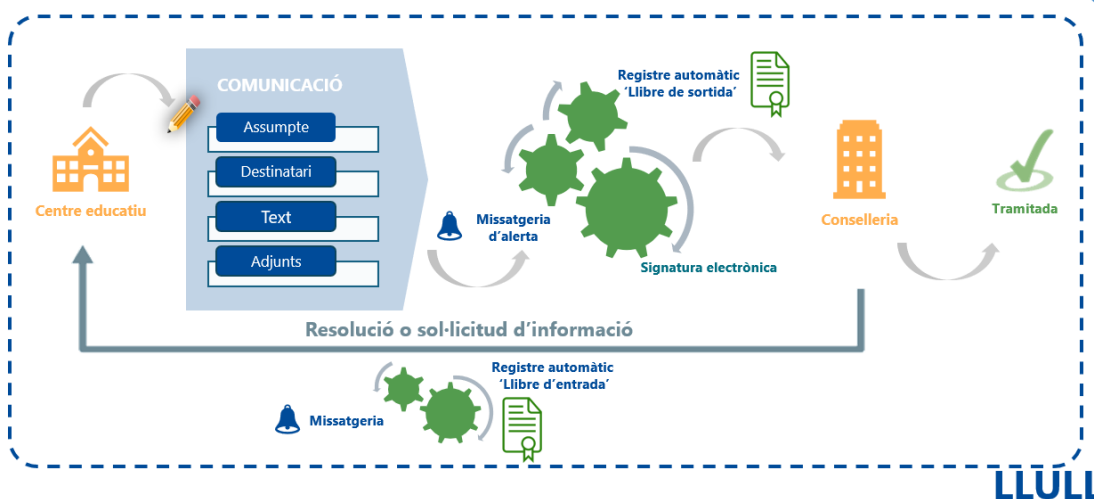 COMUNICACIÓ
Assumpte
Destinatari
Text
Adjunts
Centre educatiu
Missatgeria
d'alerta
Registre automàtic
'Llibre de sortida'
Signatura electrònica
Conselleria
Tramitada
Resolució o sol·licitud d'informació
Registre automàtic
'Llibre d'entrada'
Missatgeria
LLULL